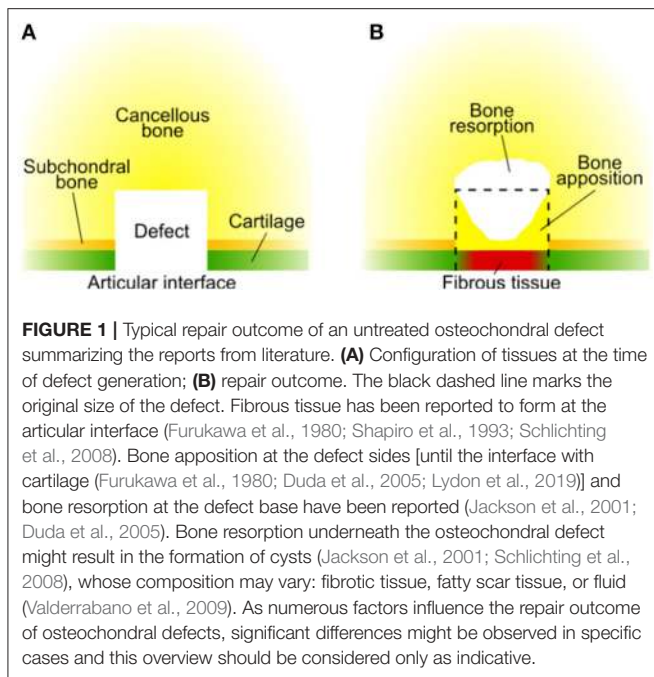 A
B
Cancellous
bone
Subchondral
bone
Defect
Cartilage
Articular interface
Bone
resorption
Bone
apposition
Fibrous tissue
FIGURE 1 | Typical repair outcome of an untreated osteochondral defect
summarizing the reports from literature. (A) Configuration of tissues at the time
of defect generation; (B) repair outcome. The black dashed line marks the
original size of the defect. Fibrous tissue has been reported to form at the
articular interface (Furukawa et al., 1980; Shapiro et al., 1993; Schlichting
et al., 2008). Bone apposition at the defect sides [until the interface with
cartilage (Furukawa et al., 1980; Duda et al., 2005; Lydon et al., 2019)] and
bone resorption at the defect base have been reported (Jackson et al., 2001;
Duda et al., 2005). Bone resorption underneath the osteochondral defect
might result in the formation of cysts (Jackson et al., 2001; Schlichting et al.,
2008), whose composition may vary: fibrotic tissue, fatty scar tissue, or fluid
(Valderrabano et al., 2009). As numerous factors influence the repair outcome
of osteochondral defects, significant differences might be observed in specific
cases and this overview should be considered only as indicative.